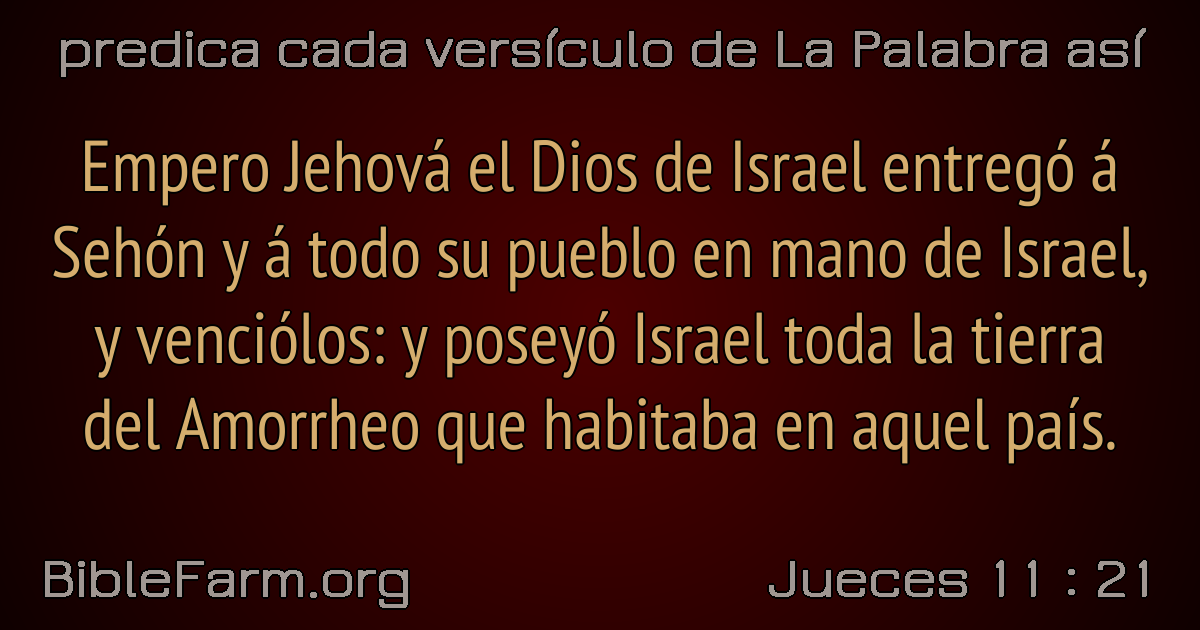 predica cada versículo de La Palabra así
Empero Jehová el Dios de Israel entregó á
Sehón y á todo su pueblo en mano de Israel,
y venciólos: y poseyó Israel toda la tierra
del Amorrheo que habitaba en aquel país.
BibleFarm.org
Jueces 11 : 21